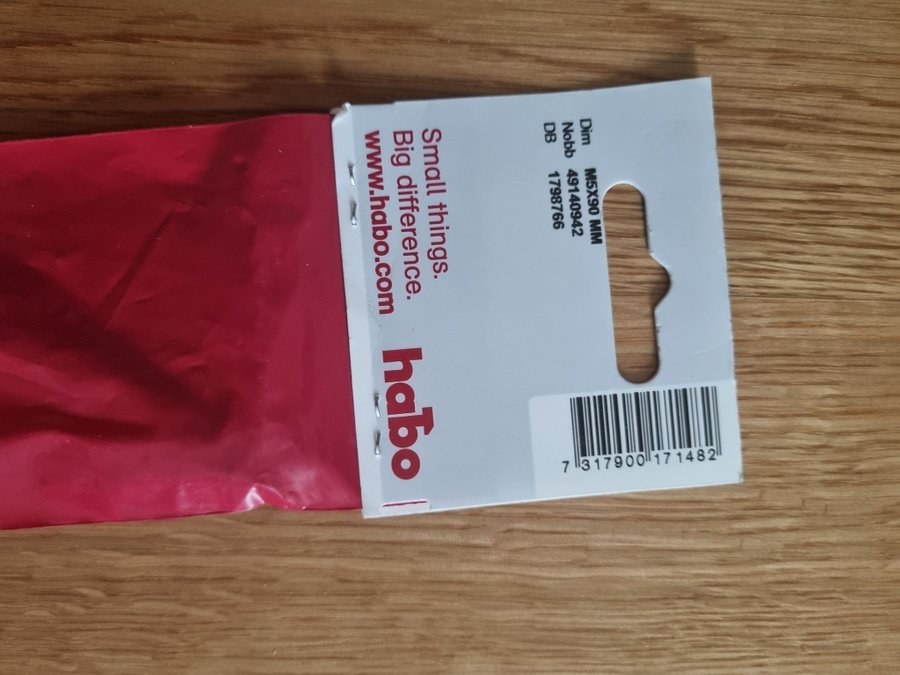 Dim M5X90 MM
Nobb 49140942
DB 1798766
Small things.
Big difference.
www.habo.com
habo
7 317900 171482